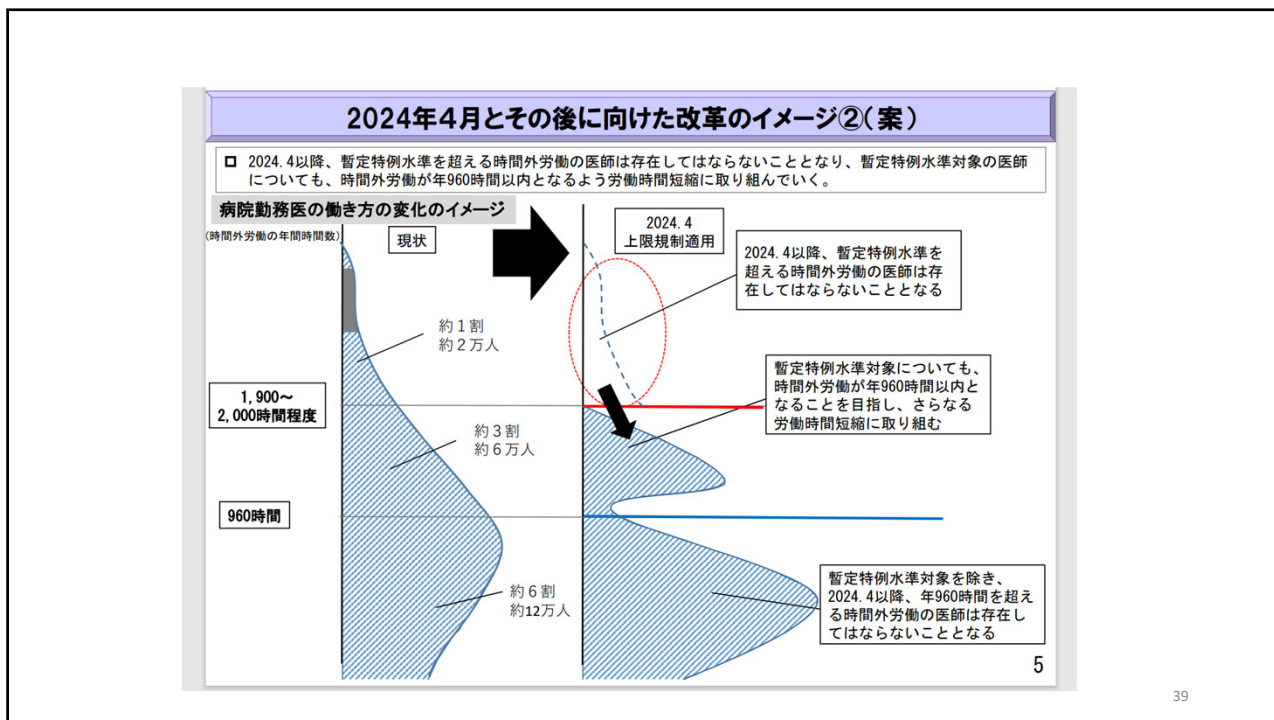 2024年4月とその後に向けた改革のイメージ②(案)
□ 2024.4以降、暫定特例水準を超える時間外労働の医師は存在してはならないこととなり、暫定特例水準対象の医師
についても、時間外労働が年960時間以内となるよう労働時間短縮に取り組んでいく。
病院勤務医の働き方の変化のイメージ
(時間外労働の年間時間数)
現状
2024.4
上限規制適用
2024.4以降、暫定特例水準を
超える時間外労働の医師は存
在してはならないこととなる
約1割
約2万人
暫定特例水準対象についても、
時間外労働が年960時間以内と
なることを目指し、さらなる
労働時間短縮に取り組む
1,900~
2,000時間程度
約3割
約6万人
960時間
約6割
約12万人
暫定特例水準対象を除き、
2024.4以降、年960時間を超え
る時間外労働の医師は存在し
てはならないこととなる
5
39